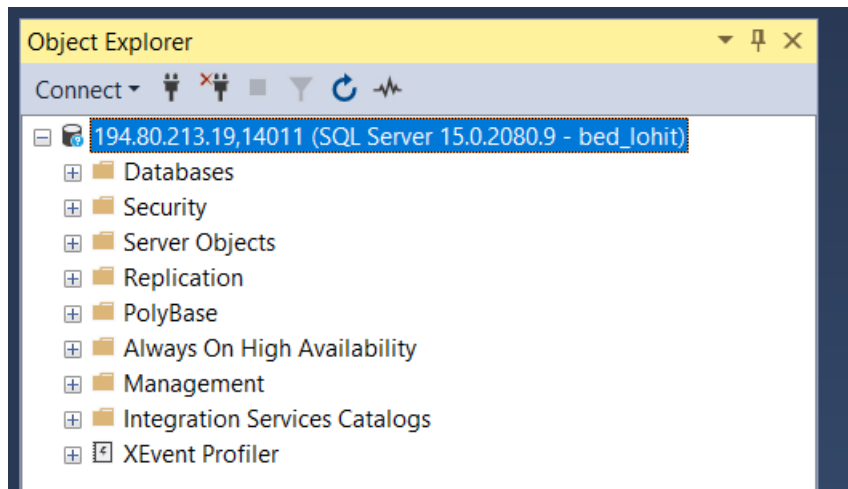 Object Explorer
Connect
194.80.213.19,14011 (SQL Server 15.0.2080.9 - bed_lohit)
Databases
Security
Server Objects
Replication
PolyBase
Always On High Availability
Management
Integration Services Catalogs
XEvent Profiler